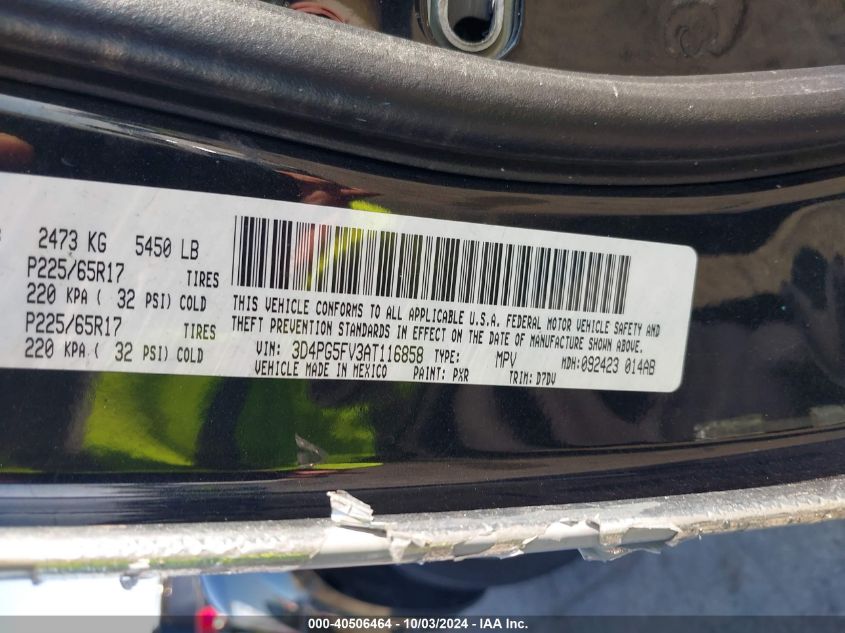 2473 KG 5450 LB
P225/65R17 TIRES
220 KPA ( 32 PSI) COLD
P225/65R17 TIRES
220 KPA ( 32 PSI) COLD
THIS VEHICLE CONFORMS TO ALL APPLICABLE U.S.A. FEDERAL MOTOR VEHICLE SAFETY AND
THEFT PREVENTION STANDARDS IN EFFECT ON THE DATE OF MANUFACTURE SHOWN ABOVE.
VIN: 3D4PG5FV3AT116858 TYPE: MPV MDH:092423 014AB
VEHICLE MADE IN MEXICO PAINT: PXR TRIM: D7DV
000-40506464 - 10/03/2024 - IAA Inc.